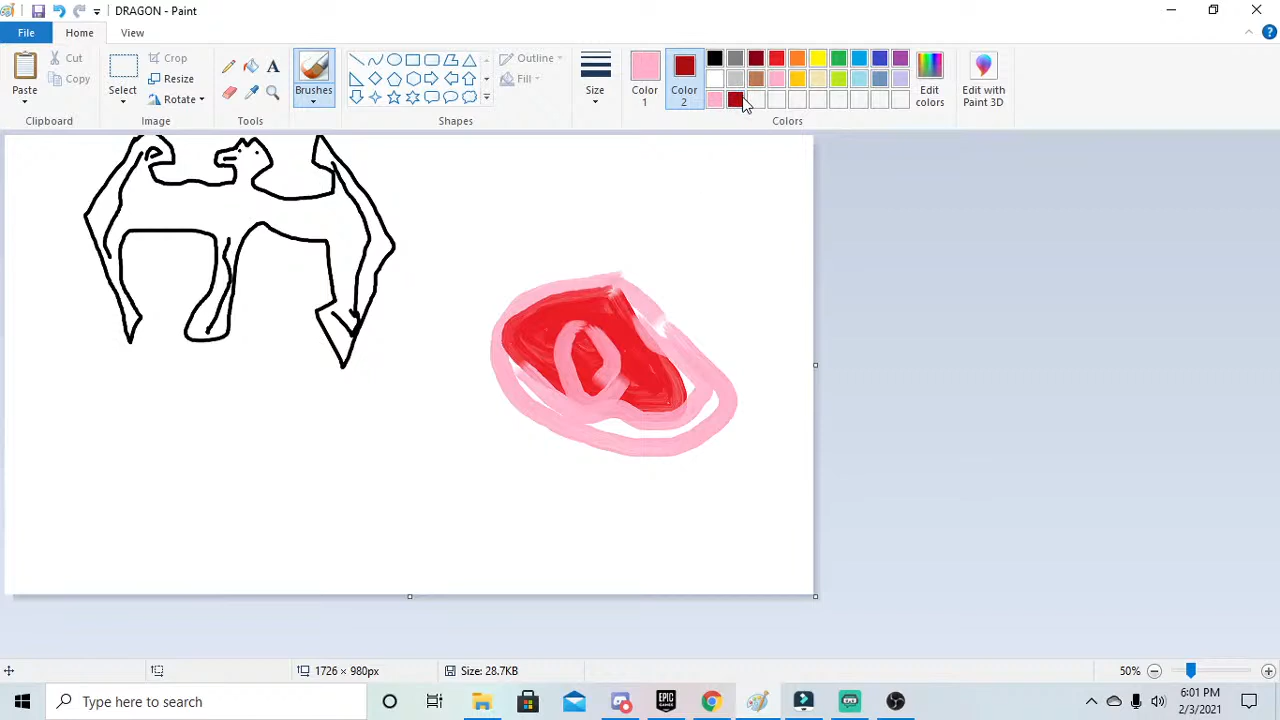 DRAGON - Paint
File
Home
View
Paste
Cut
Copy
Clipboard
Select
Crop
Resize
Rotate
Image
A
Tools
Brushes
Outline
Fill
Shapes
Size
Color 1
Color 2
Edit colors
Edit with Paint 3D
Colors
1726 × 980px
Size: 28.7KB
50%
Type here to search
EPIC GAMES
6:01 PM
2/3/2021